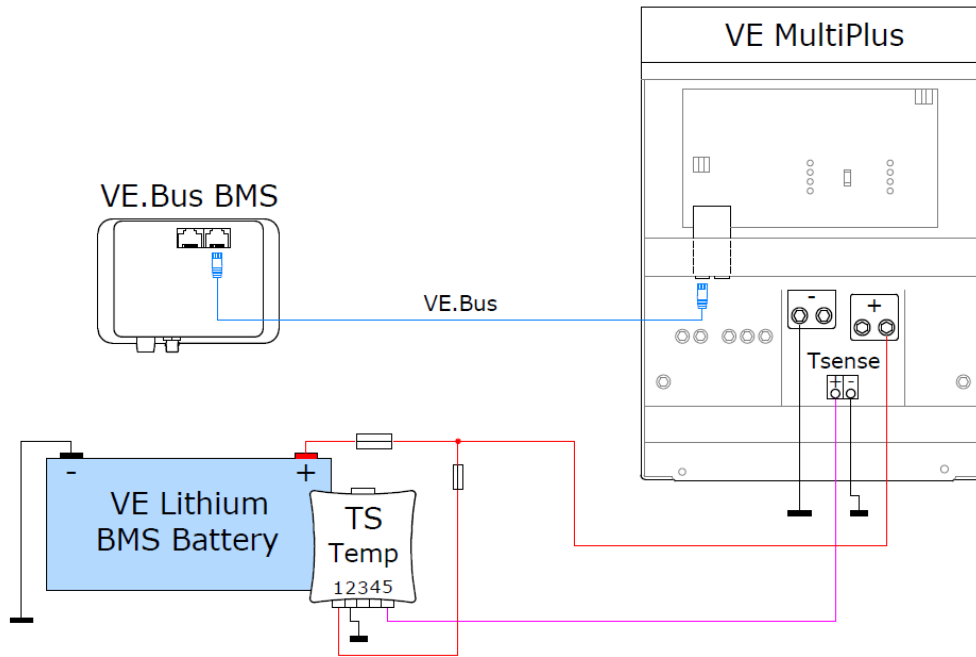 VE MultiPlus
VE.Bus BMS
VE.Bus
- +
Tsense
+ -
- +
VE Lithium
BMS Battery
TS
Temp
12345